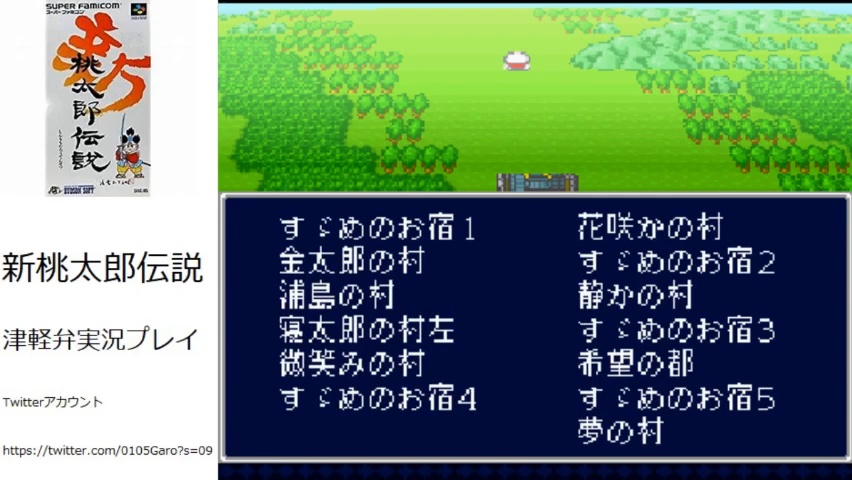 SUPER FAMICOM
スーパーファミコン
新
桃太郎伝説
HUDSON SOFT
新桃太郎伝説
津軽弁実況プレイ
Twitterアカウント
https://twitter.com/0105Garo?s=09
すゞめのお宿1
花咲かの村
金太郎の村
すゞめのお宿2
浦島の村
静かの村
寝太郎の村左
すゞめのお宿3
微笑みの村
希望の都
すゞめのお宿4
すゞめのお宿5
夢の村